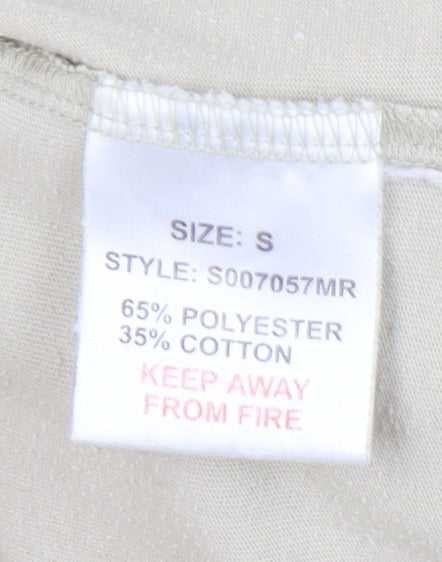 SIZE: S
STYLE: S007057MR
65% POLYESTER
35% COTTON
KEEP AWAY
FROM FIRE